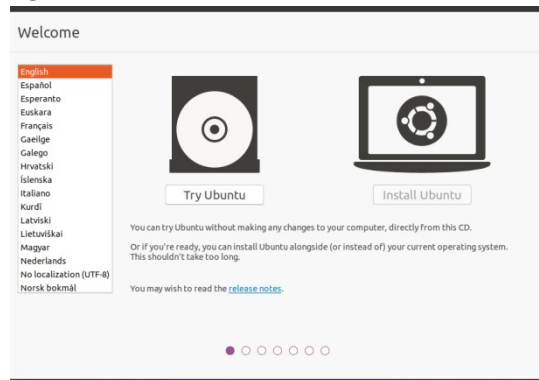 Welcome
English
Español
Esperanto
Euskara
Français
Gaeilge
Galego
Hrvatski
Íslenska
Italiano
Kurdî
Latviski
Lietuviškai
Magyar
Nederlands
No localization (UTF-8)
Norsk bokmål
Try Ubuntu
Install Ubuntu
You can try Ubuntu without making any changes to your computer, directly from this CD.
Or if you're ready, you can install Ubuntu alongside (or instead of) your current operating system.
This shouldn't take too long.
You may wish to read the release notes.